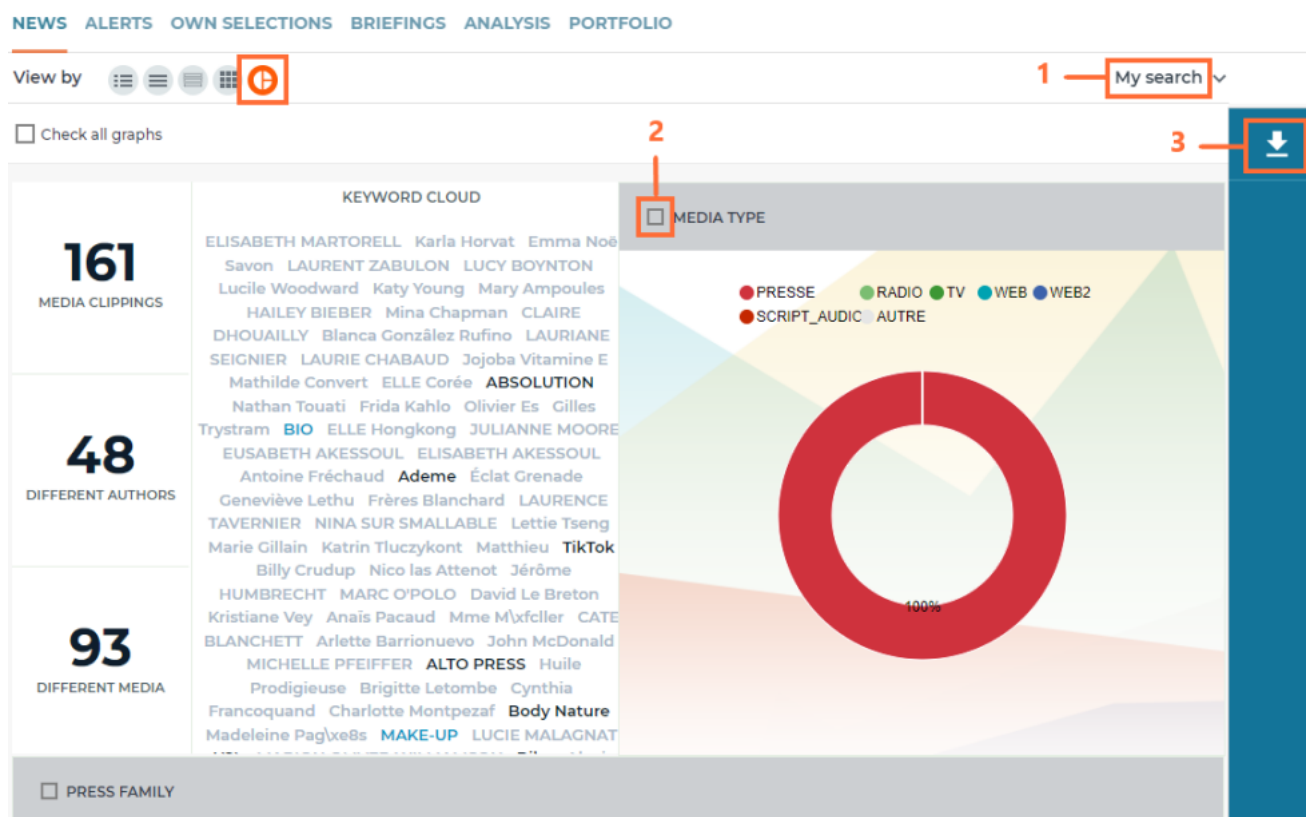 NEWS ALERTS OWN SELECTIONS BRIEFINGS ANALYSIS PORTFOLIO
View by
1
My search
Check all graphs
2
3
161
MEDIA CLIPPINGS
48
DIFFERENT AUTHORS
93
DIFFERENT MEDIA
KEYWORD CLOUD
ELISABETH MARTORELL Karla Horvat Emma Noë
Savon LAURENT ZABULON LUCY BOYNTON
Lucile Woodward Katy Young Mary Ampoules
HAILEY BIEBER Mina Chapman CLAIRE
DHOUAILLY Blanca Gonzâlez Rufino LAURIANE
SEIGNIER LAURIE CHABAUD Jojoba Vitamine E
Mathilde Convert ELLE Corée ABSOLUTION
Nathan Touati Frida Kahlo Olivier Es Gilles
Trystram BIO ELLE Hongkong JULIANNE MOORE
EUSABETH AKESSOUL ELISABETH AKESSOUL
Antoine Fréchaud Ademe Éclat Grenade
Geneviève Lethu Frères Blanchard LAURENCE
TAVERNIER NINA SUR SMALLABLE Lettie Tseng
Marie Gillain Katrin Tluczykont Matthieu TikTok
Billy Crudup Nico las Attenot Jérôme
HUMBRECHT MARC O'POLO David Le Breton
Kristiane Vey Anaïs Pacaud Mme M\xfcller CATE
BLANCHETT Arlette Barrionuevo John McDonald
MICHELLE PFEIFFER ALTO PRESS Huile
Prodigieuse Brigitte Letombe Cynthia
Francoquand Charlotte Montpezaf Body Nature
Madeleine Pag\xe8s MAKE-UP LUCIE MALAGNAT
MEDIA TYPE
PRESSE RADIO TV WEB WEB2
SCRIPT_AUDIO AUTRE
100%
PRESS FAMILY